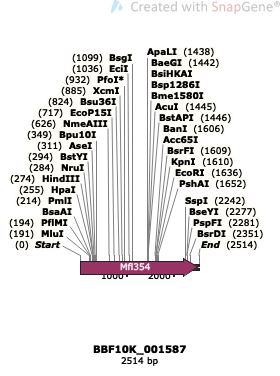 Created with SnapGene®
(1099) BsgI
(1036) EciI
(932) PfoI*
(885) XcmI
(824) Bsu36I
(717) EcoP15I
(626) NmeAIII
(349) Bpu10I
(311) AseI
(294) BstYI
(284) NruI
(274) HindIII
(255) HpaI
(214) PmlI
BsaAI
(194) PflMI
(191) MluI
(0) Start
ApaLI (1438)
BaeGI (1442)
BsiHKAI
Bsp1286I
Bme1580I
AcuI (1445)
BstAPI (1446)
BanI (1606)
Acc65I
BsrFI (1609)
KpnI (1610)
EcoRI (1636)
PshAI (1652)
SspI (2242)
BseYI (2277)
PspFI (2281)
BsrDI (2351)
End (2514)
Mfl354
1000 2000
BBF10K_001587
2514 bp